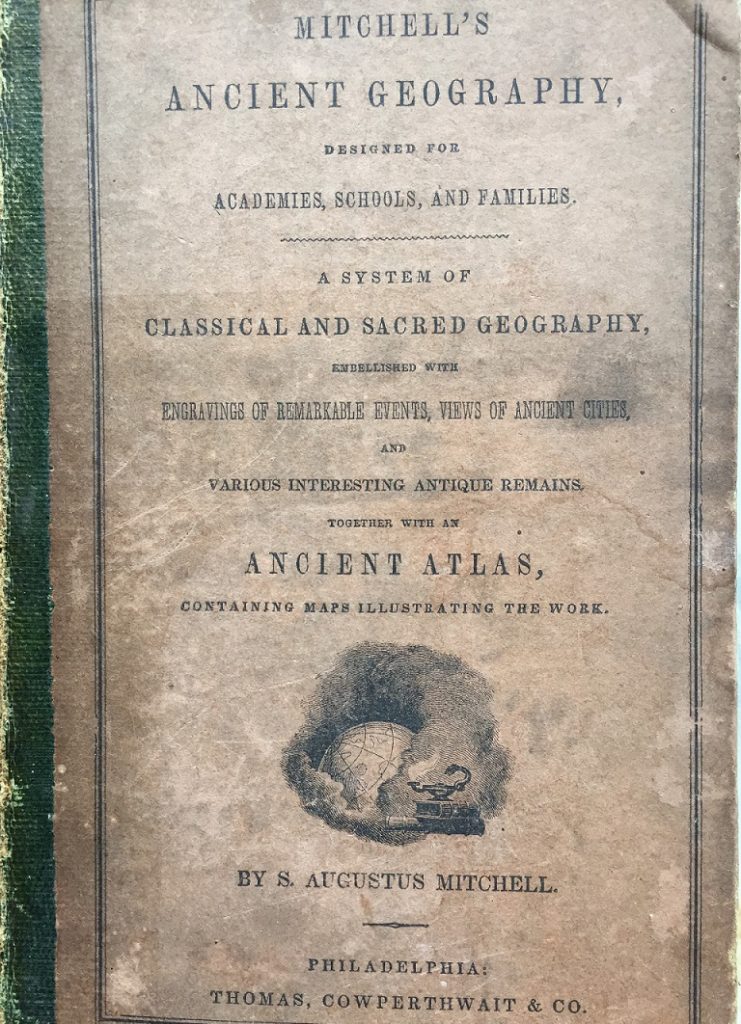 MITCHELL'S
ANCIENT GEOGRAPHY,
DESIGNED FOR
ACADEMIES, SCHOOLS, AND FAMILIES.
A SYSTEM OF
CLASSICAL AND SACRED GEOGRAPHY,
EMBELLISHED WITH
ENGRAVINGS OF REMARKABLE EVENTS, VIEWS OF ANCIENT CITIES,
AND
VARIOUS INTERESTING ANTIQUE REMAINS.
TOGETHER WITH AN
ANCIENT ATLAS,
CONTAINING MAPS ILLUSTRATING THE WORK.
BY S. AUGUSTUS MITCHELL.
PHILADELPHIA:
THOMAS, COWPERTHWAIT & CO.